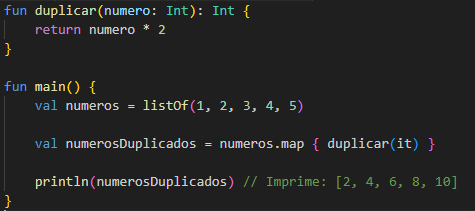 fun duplicar(numero: Int): Int {
    return numero * 2
}
fun main() {
    val numeros = listOf(1, 2, 3, 4, 5)
    val numerosDuplicados = numeros.map { duplicar(it) }
    println(numerosDuplicados) // Imprime: [2, 4, 6, 8, 10]
}